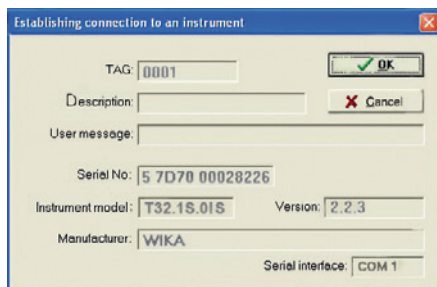 Establishing connection to an instrument
TAG: 0001
OK
Description:
Cancel
User message:
Serial No: 5 7D70 00028226
Instrument model: T32.1S.0IS Version: 2.2.3
Manufacturer: WIKA
Serial interface: COM 1